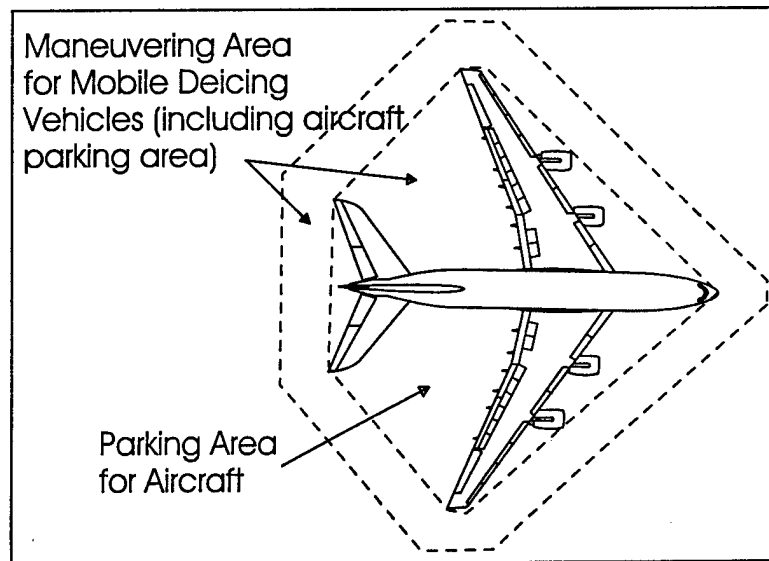 Maneuvering Area
for Mobile Deicing
Vehicles (including aircraft
parking area)
Parking Area
for Aircraft